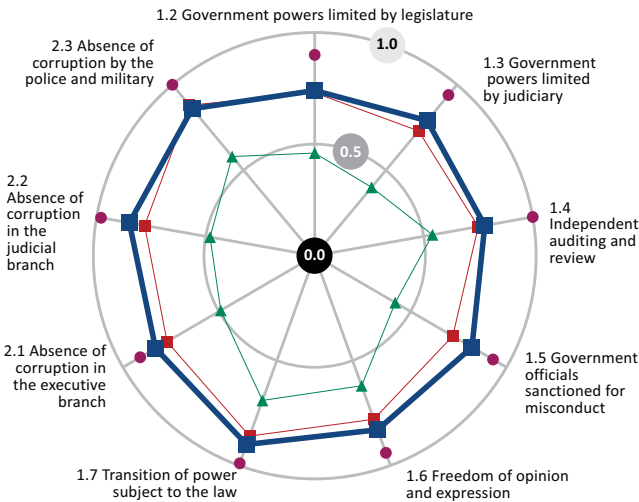 1.2 Government powers limited by legislature
1.0
2.3 Absence of
corruption by the
police and military
1.3 Government
powers limited
by judiciary
0.5
2.2
Absence of
corruption
in the
judicial
branch
1.4
Independent
auditing and
review
0.0
2.1 Absence of
corruption in
the executive
branch
1.5 Government
officials
sanctioned for
misconduct
1.7 Transition of power
subject to the law
1.6 Freedom of opinion
and expression